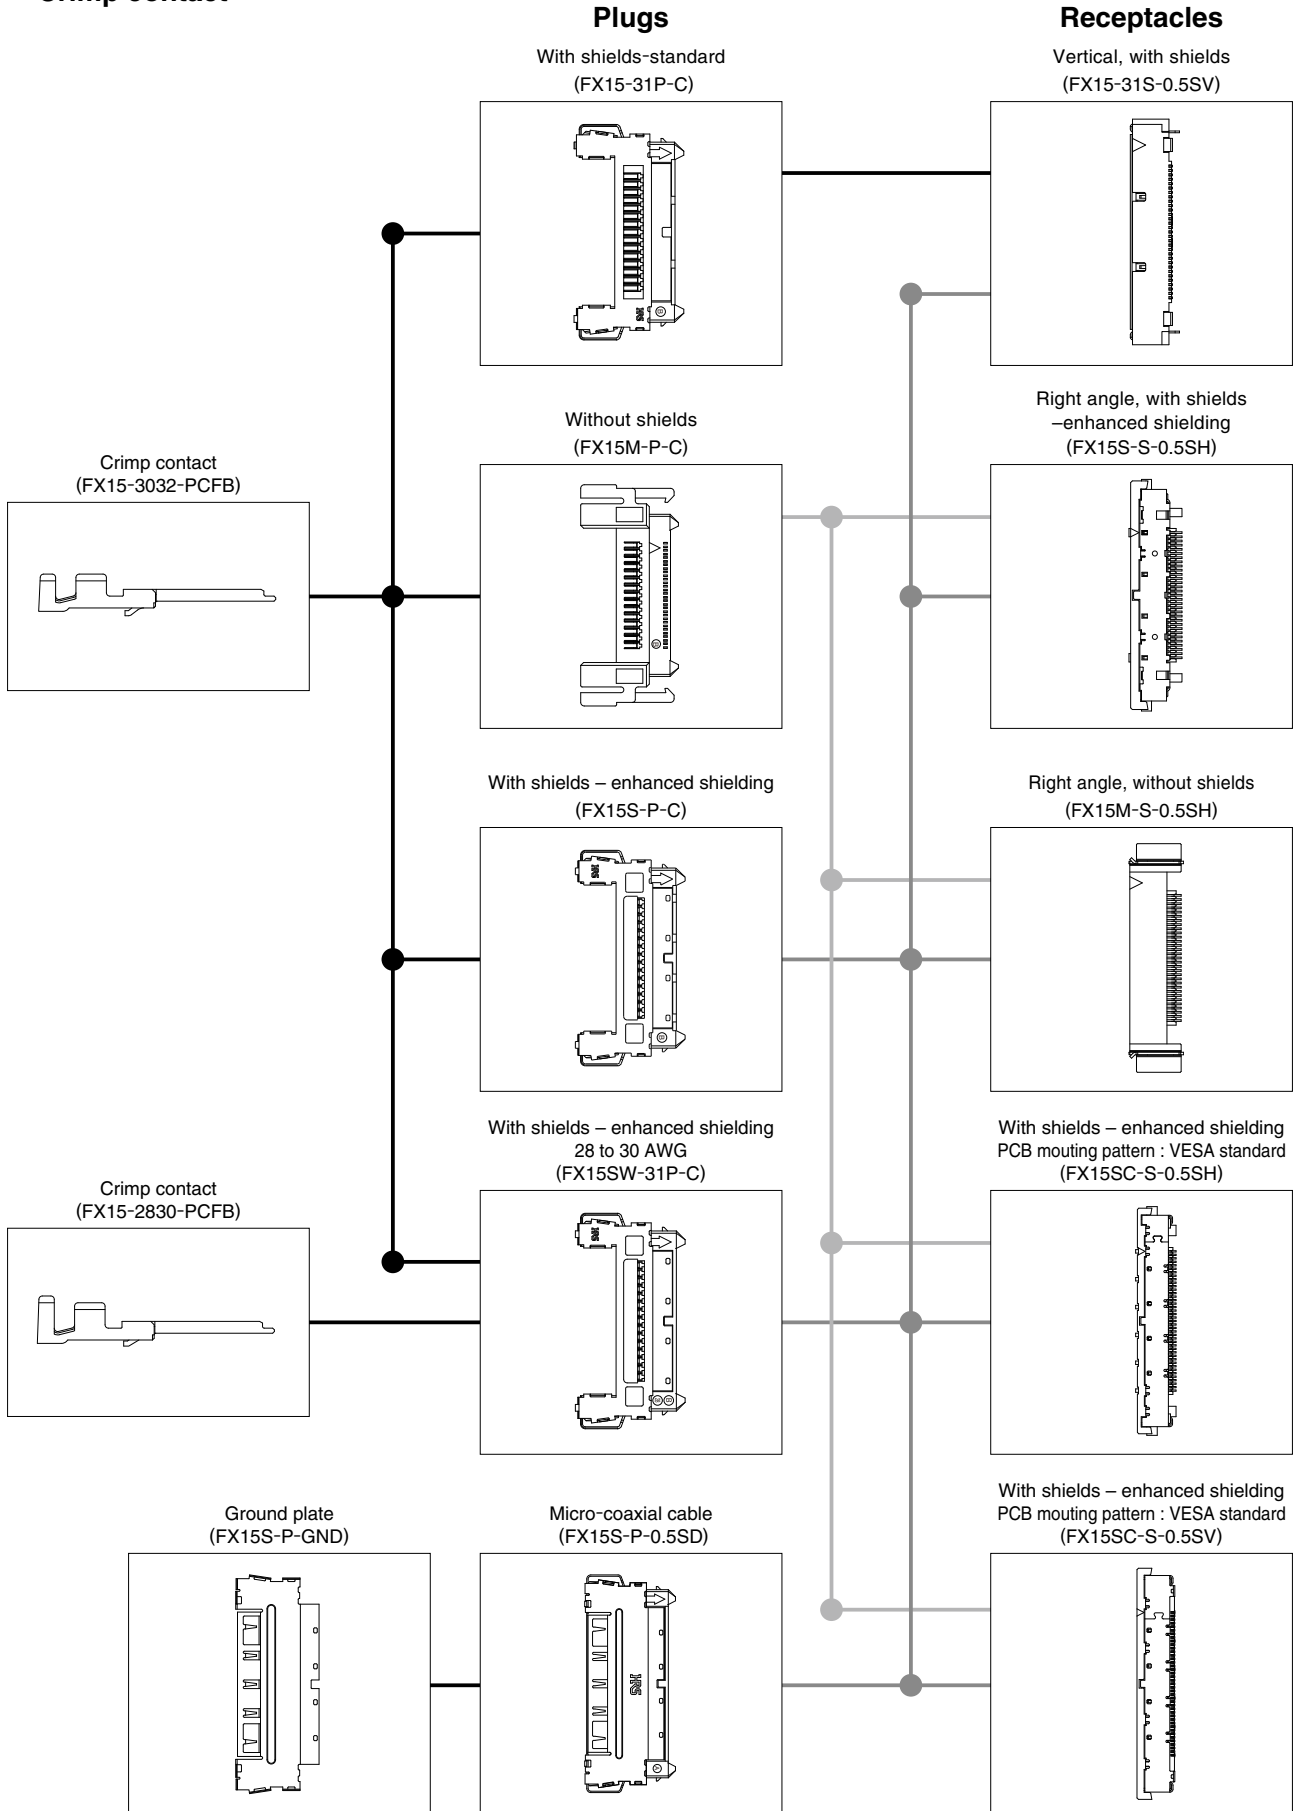 Crimp contact
Plugs
Receptacles
With shields-standard
(FX15-31P-C)
Vertical, with shields
(FX15-31S-0.5SV)
Without shields
(FX15M-P-C)
Right angle, with shields
–enhanced shielding
(FX15S-S-0.5SH)
Crimp contact
(FX15-3032-PCFB)
With shields – enhanced shielding
(FX15S-P-C)
Right angle, without shields
(FX15M-S-0.5SH)
With shields – enhanced shielding
28 to 30 AWG
(FX15SW-31P-C)
With shields – enhanced shielding
PCB mouting pattern : VESA standard
(FX15SC-S-0.5SH)
Crimp contact
(FX15-2830-PCFB)
Ground plate
(FX15S-P-GND)
Micro-coaxial cable
(FX15S-P-0.5SD)
With shields – enhanced shielding
PCB mouting pattern : VESA standard
(FX15SC-S-0.5SV)
HRS
HRS
HRS
HRS